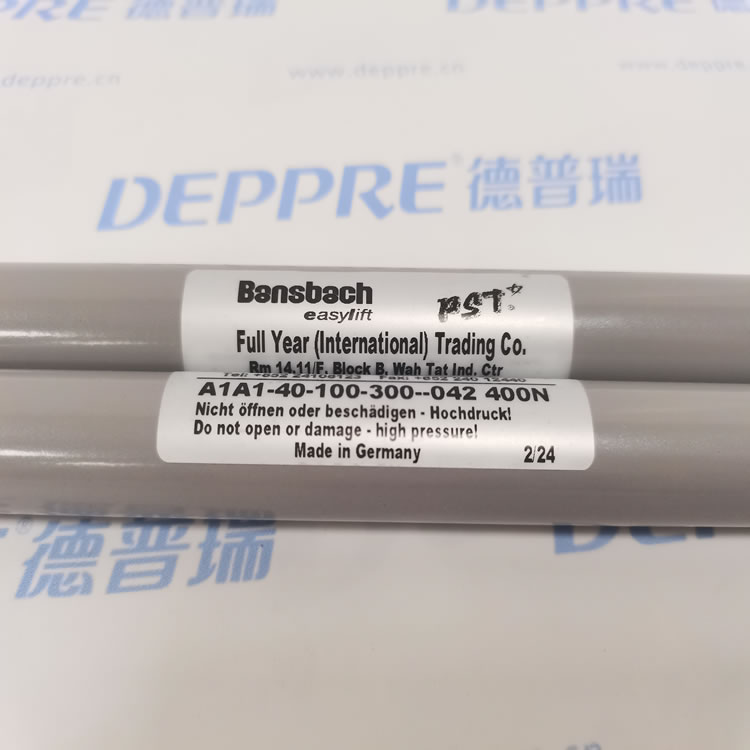 DEPPRE 德普瑞
www.deppre.cn
DEPPRE® 德普瑞
Bansbach
easylift
PST
Full Year (International) Trading Co.
Rm 14,11/F, Block B, Wah Tat Ind. Ctr
A1A1-40-100-300--042 400N
Nicht öffnen oder beschädigen - Hochdruck!
Do not open or damage - high pressure!
Made in Germany 2/24
® 德普瑞